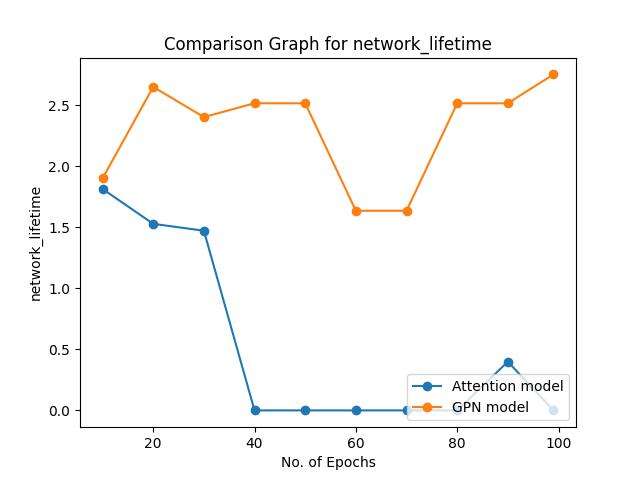 Comparison Graph for network_lifetime
network_lifetime
2.5
2.0
1.5
1.0
0.5
0.0
Attention model
GPN model
20
40
60
80
100
No. of Epochs